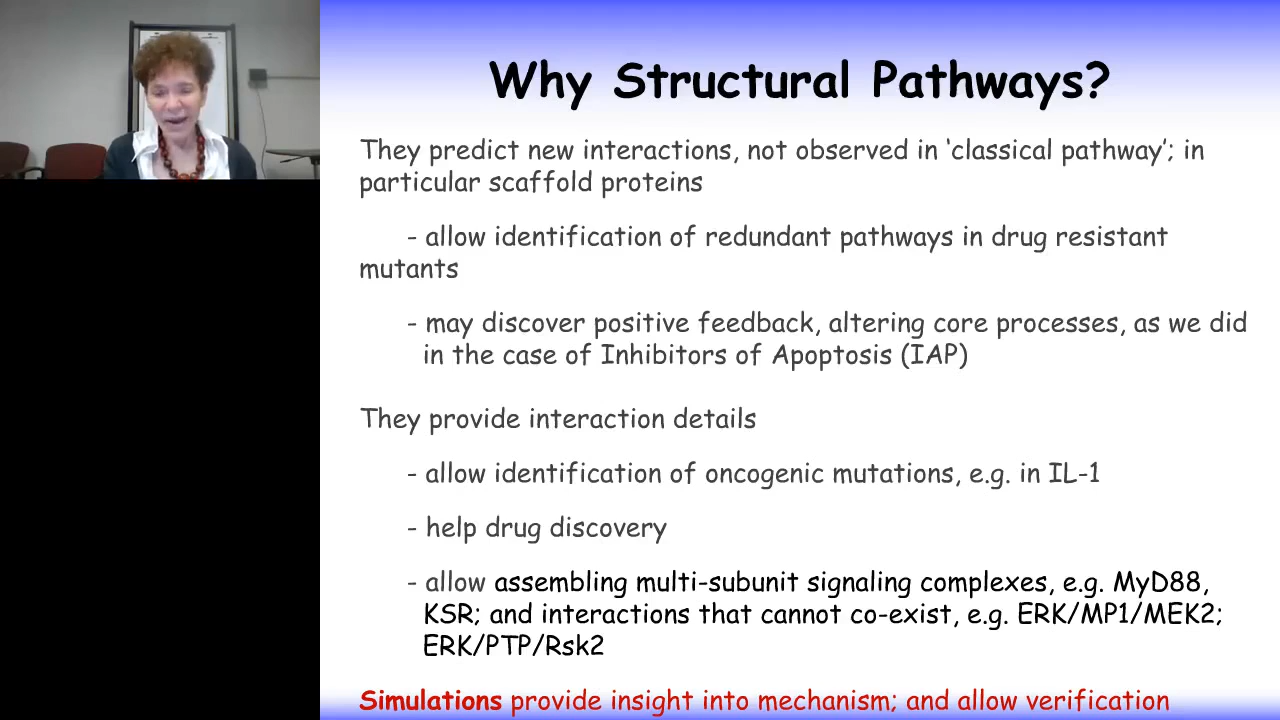 Why Structural Pathways?
They predict new interactions, not observed in ‘classical pathway’; in
particular scaffold proteins
- allow identification of redundant pathways in drug resistant
mutants
- may discover positive feedback, altering core processes, as we did
in the case of Inhibitors of Apoptosis (IAP)
They provide interaction details
- allow identification of oncogenic mutations, e.g. in IL-1
- help drug discovery
- allow assembling multi-subunit signaling complexes, e.g. MyD88,
KSR; and interactions that cannot co-exist, e.g. ERK/MP1/MEK2;
ERK/PTP/Rsk2
Simulations provide insight into mechanism; and allow verification